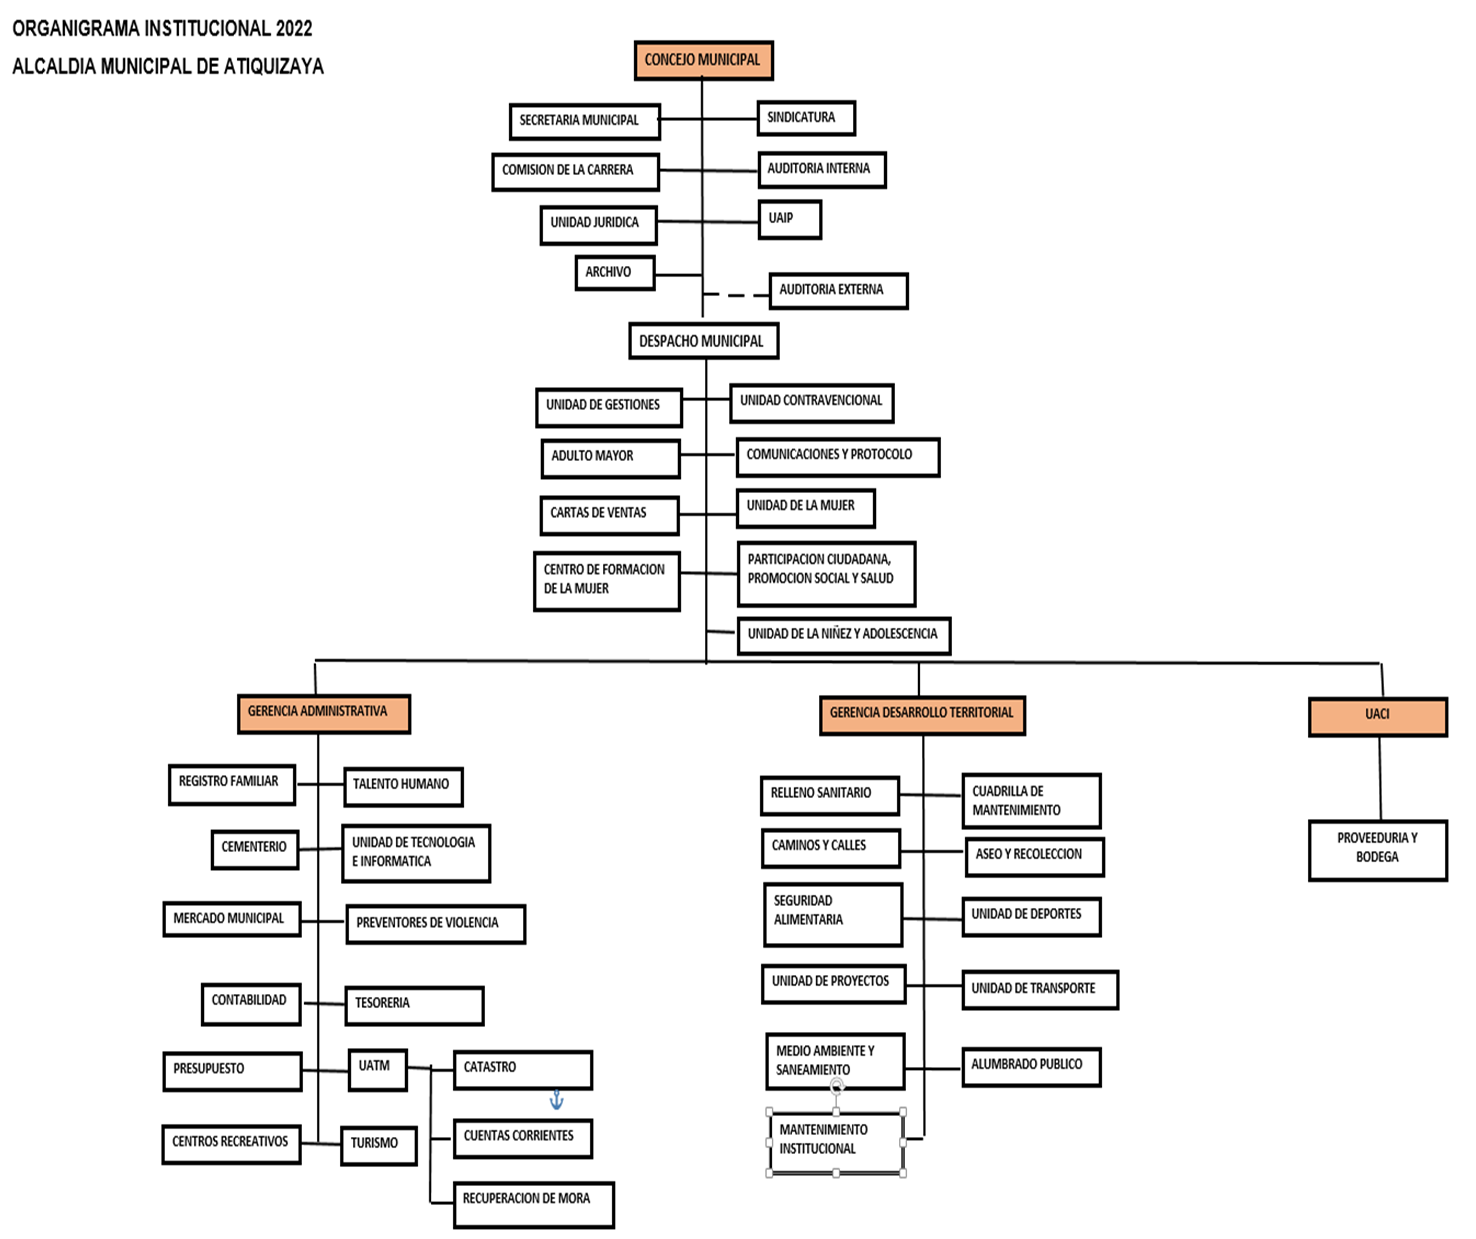 ORGANIGRAMA INSTITUCIONAL 2022
ALCALDIA MUNICIPAL DE ATIQUIZAYA
CONCEJO MUNICIPAL
SECRETARIA MUNICIPAL
SINDICATURA
COMISION DE LA CARRERA
AUDITORIA INTERNA
UNIDAD JURIDICA
UAIP
ARCHIVO
AUDITORIA EXTERNA
DESPACHO MUNICIPAL
UNIDAD DE GESTIONES
UNIDAD CONTRAVENCIONAL
ADULTO MAYOR
COMUNICACIONES Y PROTOCOLO
CARTAS DE VENTAS
UNIDAD DE LA MUJER
CENTRO DE FORMACION
DE LA MUJER
PARTICIPACION CIUDADANA,
PROMOCION SOCIAL Y SALUD
UNIDAD DE LA NIÑEZ Y ADOLESCENCIA
GERENCIA ADMINISTRATIVA
REGISTRO FAMILIAR
TALENTO HUMANO
CEMENTERIO
UNIDAD DE TECNOLOGIA
E INFORMATICA
MERCADO MUNICIPAL
PREVENTORES DE VIOLENCIA
CONTABILIDAD
TESORERIA
PRESUPUESTO
UATM
CATASTRO
CUENTAS CORRIENTES
RECUPERACION DE MORA
CENTROS RECREATIVOS
TURISMO
GERENCIA DESARROLLO TERRITORIAL
RELLENO SANITARIO
CUADRILLA DE
MANTENIMIENTO
CAMINOS Y CALLES
ASEO Y RECOLECCION
SEGURIDAD
ALIMENTARIA
UNIDAD DE DEPORTES
UNIDAD DE PROYECTOS
UNIDAD DE TRANSPORTE
MEDIO AMBIENTE Y
SANEAMIENTO
ALUMBRADO PUBLICO
MANTENIMIENTO
INSTITUCIONAL
UACI
PROVEEDURIA Y
BODEGA